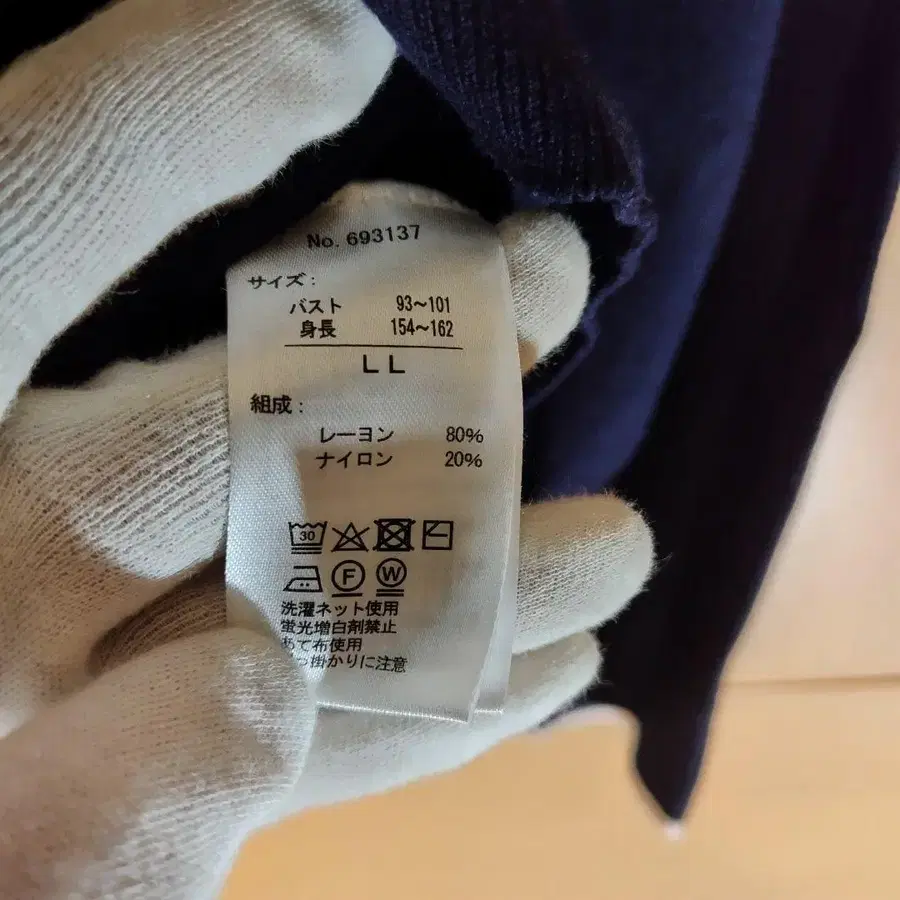 No. 693137
サイズ:
バスト 93~101
身長 154~162
LL
組成:
レーヨン 80%
ナイロン 20%
30
F W
洗濯ネット使用
蛍光増白剤禁止
あて布使用
っ掛かりに注意